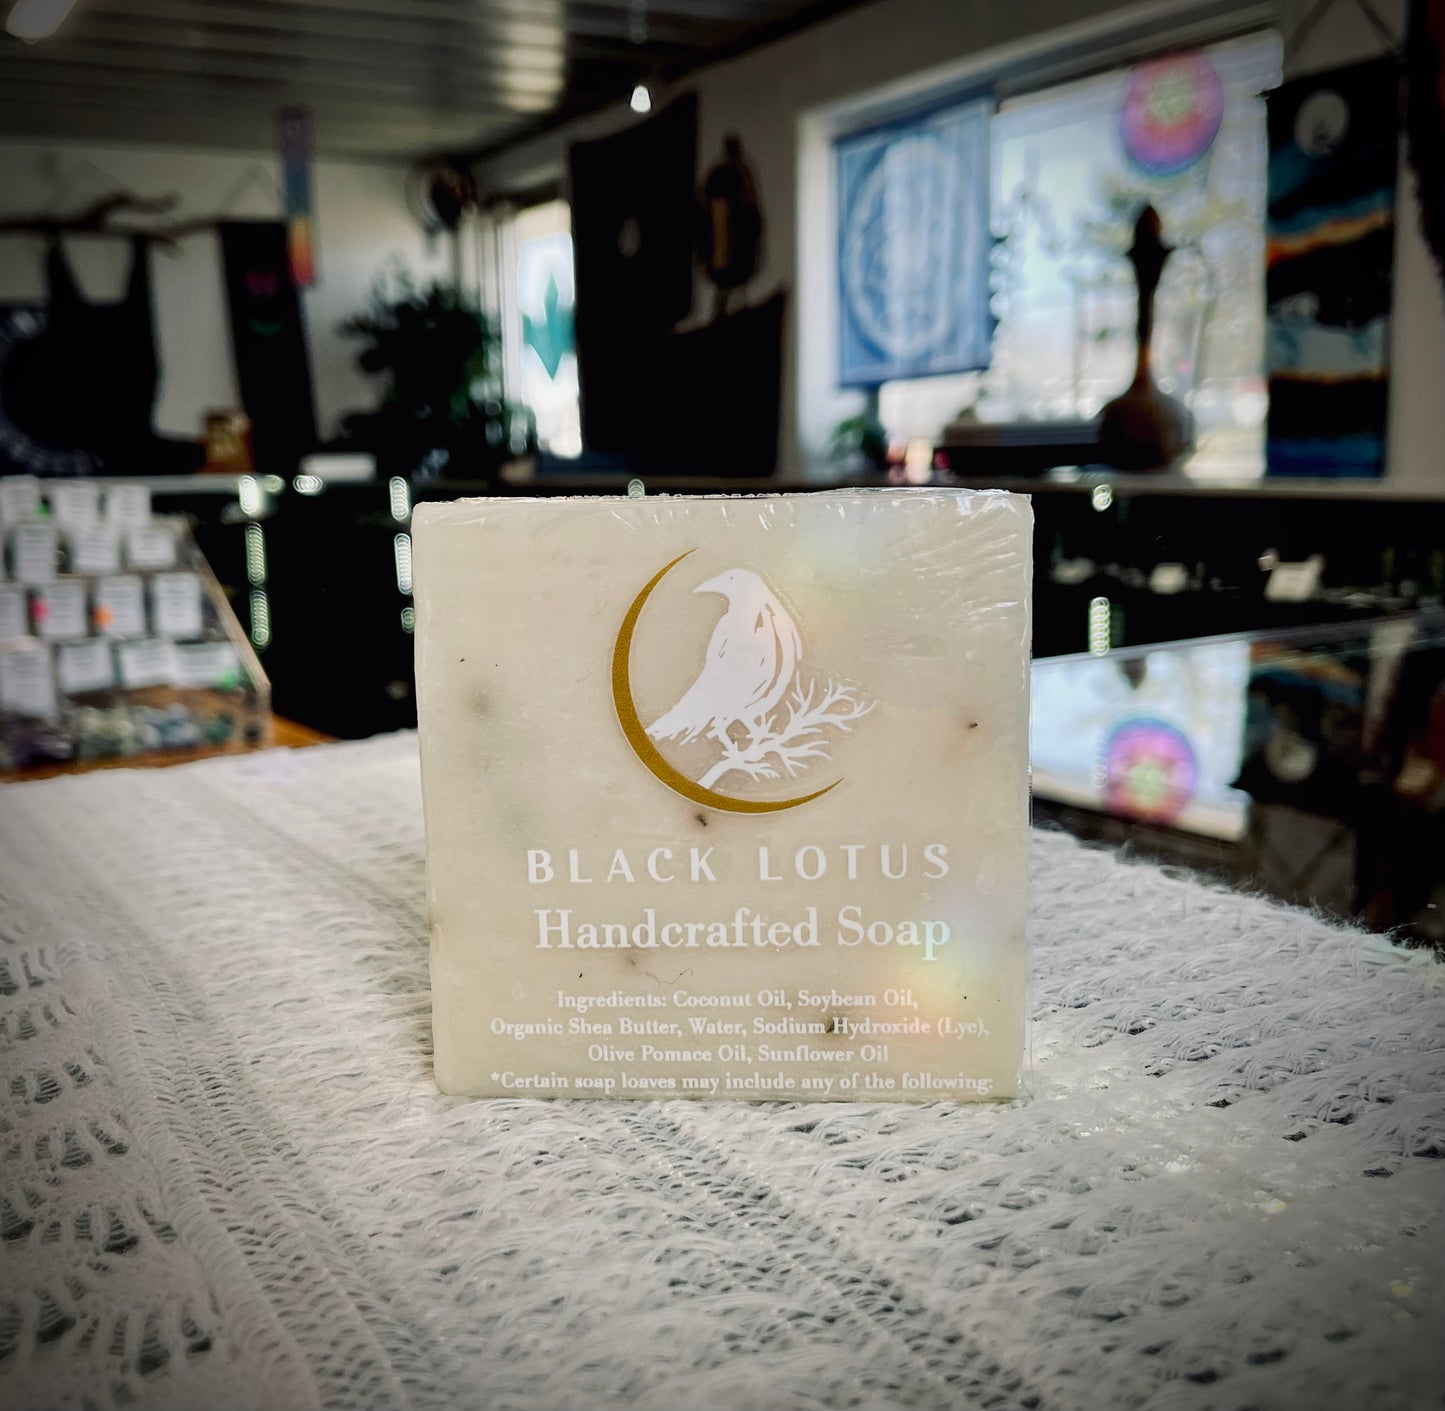 BLACK LOTUS
Handcrafted Soap
Ingredients: Coconut Oil, Soybean Oil,
Organic Shea Butter, Water, Sodium Hydroxide (Lye),
Olive Pomace Oil, Sunflower Oil
*Certain soap loaves may include any of the following: